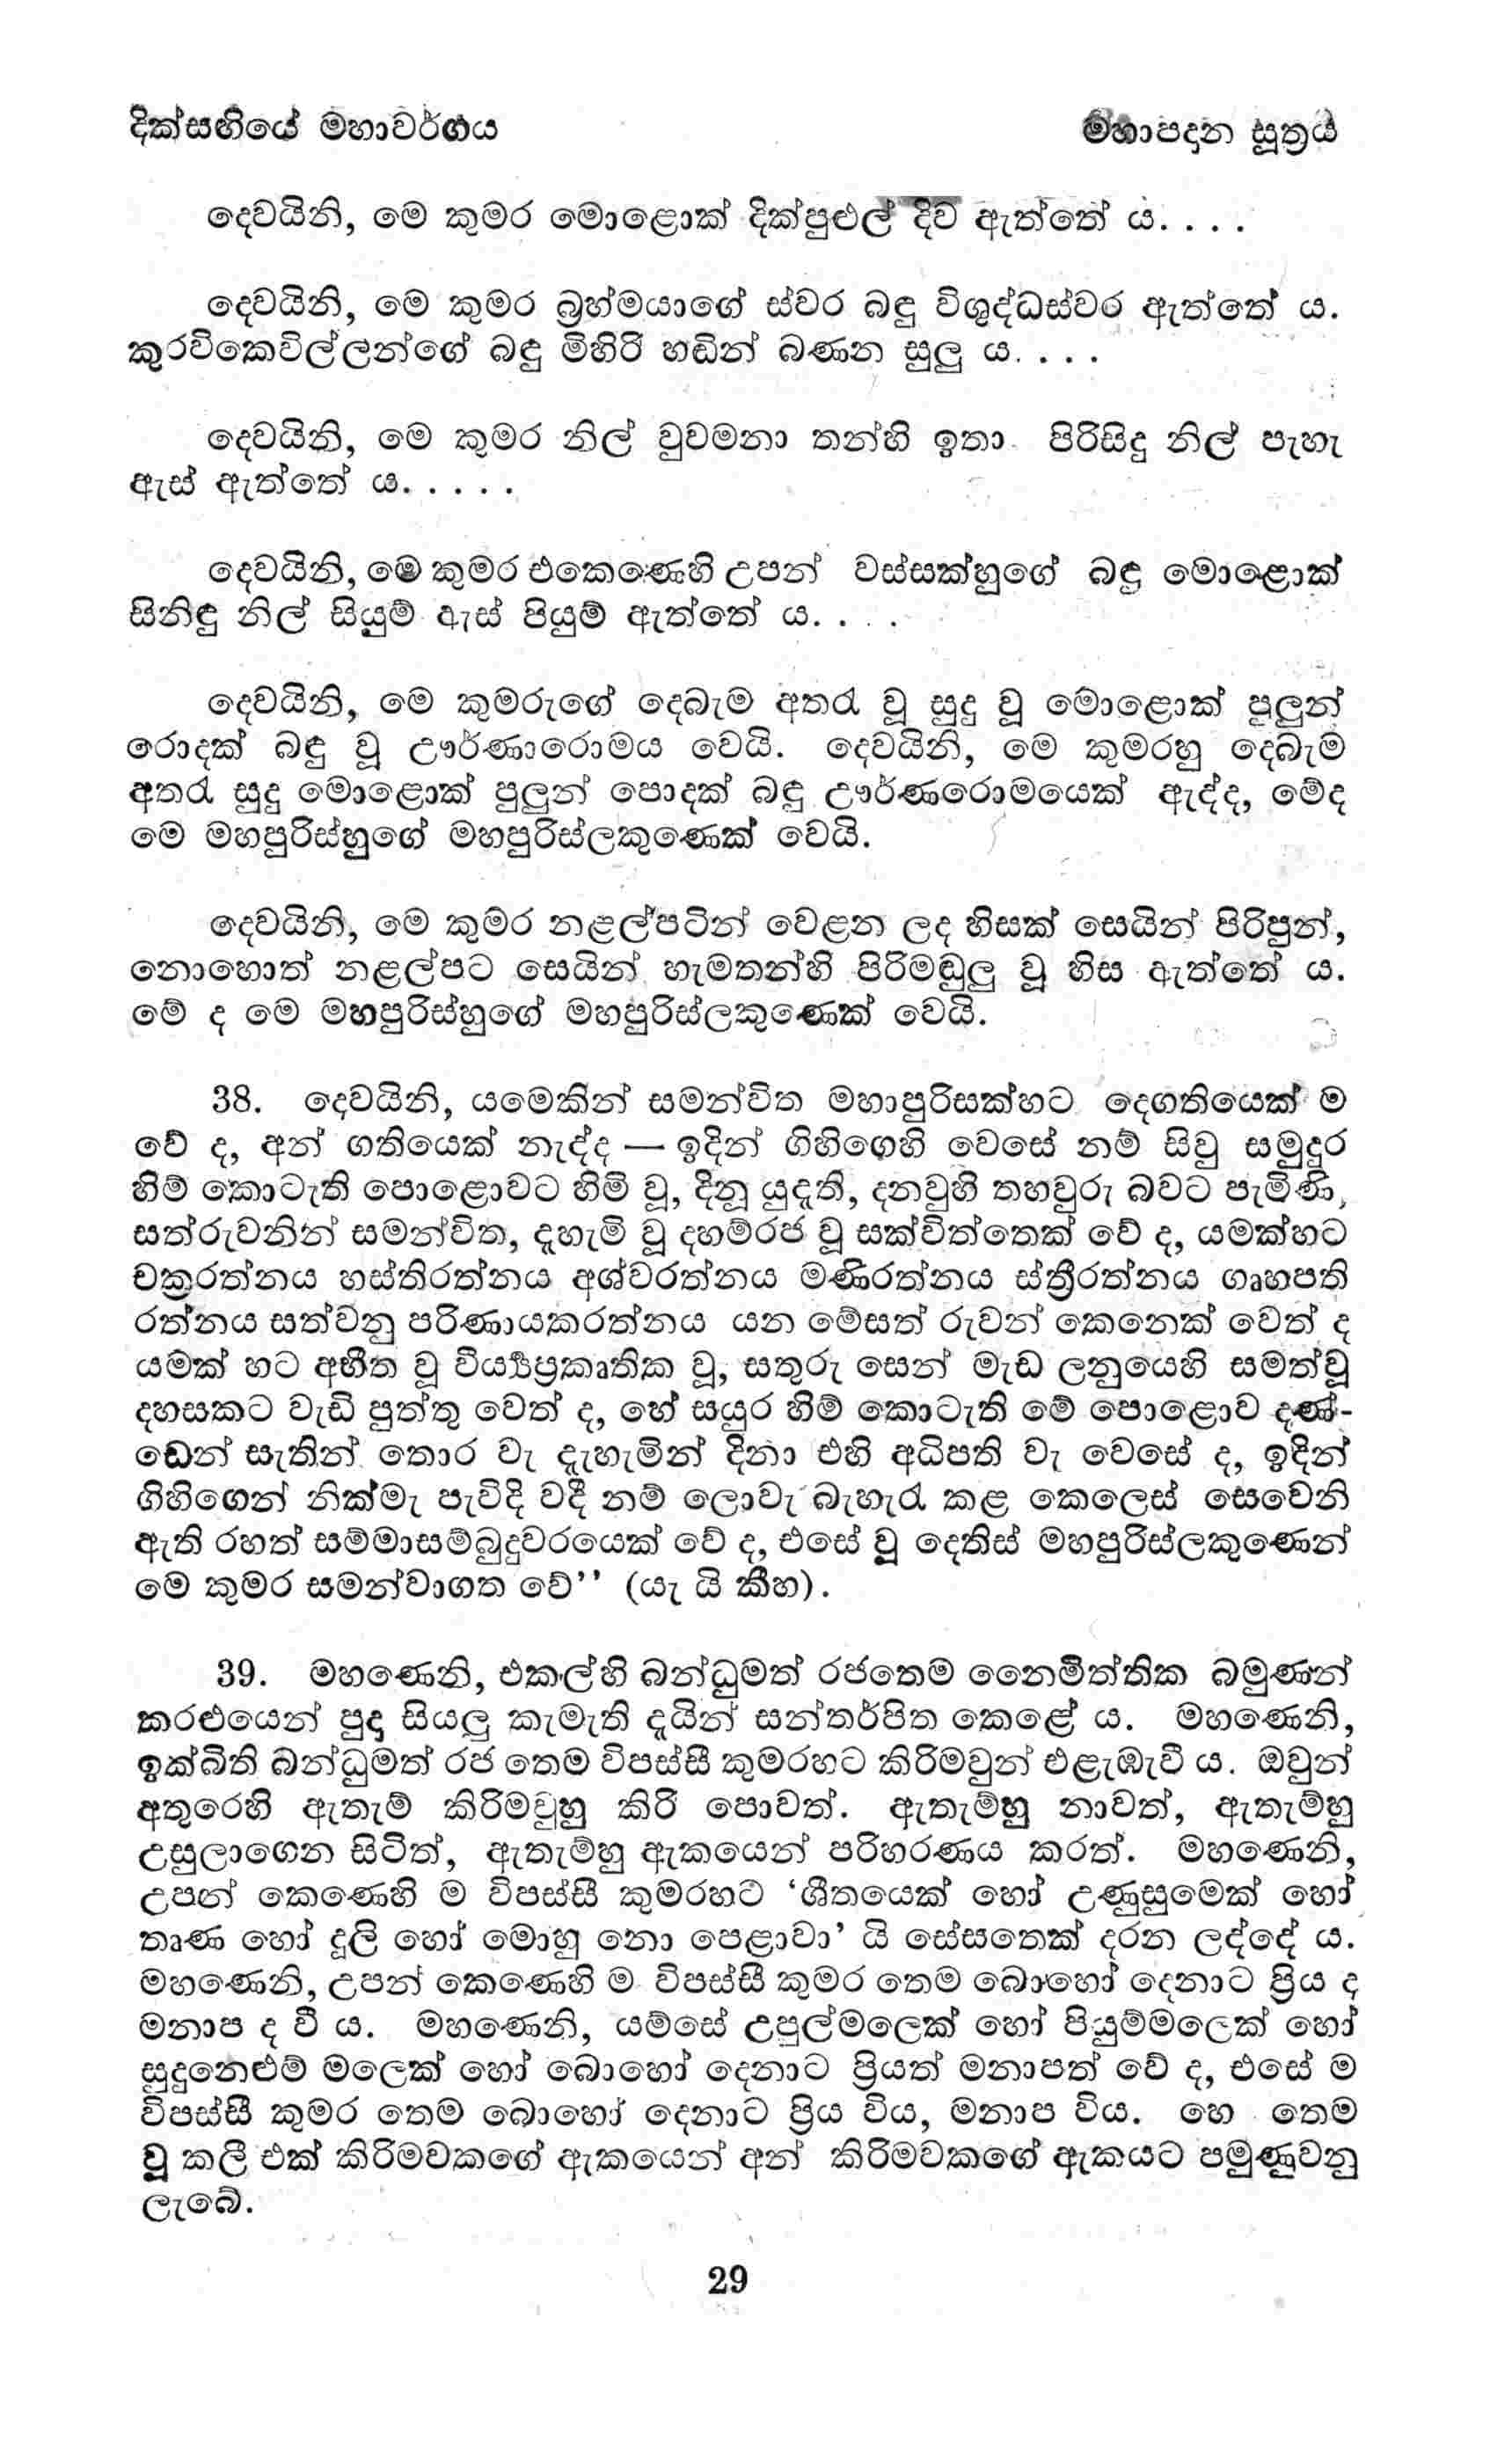 දික්සඟියේ මහාවර්ගය
මහාපදාන සූත්‍රය
දෙවයිනි, මෙ කුමර මොළොක් දික්පුළුල් දිව ඇත්තේ ය. . . .
දෙවයිනි, මෙ කුමර බ්‍රහ්මයාගේ ස්වර බඳු විශුද්ධස්වර ඇත්තේ ය.
කුරවිකෙවිල්ලන්ගේ බඳු මිහිරි හඬින් බණන සුලු ය. . . .
දෙවයිනි, මෙ කුමර නිල් වුවමනා තන්හි ඉතා පිරිසිදු නිල් පැහැ
ඇස් ඇත්තේ ය. . . . .
දෙවයිනි, මෙ කුමර එකෙණෙහි උපන් වස්සක්හුගේ බඳු මොළොක්
සිනිඳු නිල් සියුම් ඇස් පියුම් ඇත්තේ ය. . . .
දෙවයිනි, මෙ කුමරුගේ දෙබැම අතරැ වූ සුදු වූ මොළොක් පුලුන්
රොදක් බඳු වූ ඌර්ණාරොමය වෙයි. දෙවයිනි, මෙ කුමරහු දෙබැම
අතරැ සුදු මොළොක් පුලුන් පොදක් බඳු ඌර්ණරොමයෙක් ඇද්ද, මේද
මෙ මහපුරිස්හුගේ මහපුරිස්ලකුණෙක් වෙයි.
දෙවයිනි, මෙ කුමර නළල්පටින් වෙළන ලද හිසක් සෙයින් පිරිපුන්,
නොහොත් නළල්පට සෙයින් හැමතන්හි පිරිමඬුලු වූ හිස ඇත්තේ ය.
මේ ද මෙ මහපුරිස්හුගේ මහපුරිස්ලකුණෙක් වෙයි.
38. දෙවයිනි, යමෙකින් සමන්විත මහාපුරිසක්හට දෙගතියෙක් ම
වේ ද, අන් ගතියෙක් නැද්ද — ඉදින් ගිහිගෙහි වෙසේ නම් සිවු සමුදුර
හිම් කොටැති පොළොවට හිමි වූ, දිනූ යුදැති, දනවුහි තහවුරු බවට පැමිණි,
සත්රුවනින් සමන්විත, දැහැමි වූ දහම්රජ වූ සක්විත්තෙක් වේ ද, යමක්හට
චක්‍රරත්නය හස්තිරත්නය අශ්වරත්නය මණිරත්නය ස්ත්‍රීරත්නය ගෘහපති
රත්නය සත්වනු පරිණායකරත්නය යන මේසත් රුවන් කෙනෙක් වෙත් ද
යමක් හට අභීත වූ වීර්‍ය්‍යප්‍රකෘතික වූ, සතුරු සෙන් මැඩ ලනුයෙහි සමත්වූ
දහසකට වැඩි පුත්තු වෙත් ද, හේ සයුර හිම් කොටැති මේ පොළොව දණ්-
ඩෙන් සැතින් තොර වැ දැහැමින් දිනා එහි අධිපති වැ වෙසේ ද, ඉදින්
ගිහිගෙන් නික්මැ පැවිදි වදී නම් ලොවැ බැහැරැ කළ කෙලෙස් සෙවෙනි
ඇති රහත් සම්මාසම්බුදුවරයෙක් වේ ද, එසේ වූ දෙතිස් මහපුරිස්ලකුණෙන්
මෙ කුමර සමන්වාගත වේ’’ (යැ යි කීහ).
39. මහණෙනි, එකල්හි බන්ධුමත් රජතෙම නෛමිත්තික බමුණන්
කරළුයෙන් පුදා සියලු කැමැති දැයින් සන්තර්පිත කෙළේ ය. මහණෙනි,
ඉක්බිති බන්ධුමත් රජ තෙම විපස්සී කුමරහට කිරිමවුන් එළැඹැවී ය. ඔවුන්
අතුරෙහි ඇතැම් කිරිමවුහු කිරි පොවත්. ඇතැම්හු නාවත්, ඇතැම්හු
උසුලාගෙන සිටිත්, ඇතැම්හු ඇකයෙන් පරිහරණය කරත්. මහණෙනි,
උපන් කෙණෙහි ම විපස්සී කුමරහට ‘ශීතයෙක් හෝ උණුසුමෙක් හෝ
තෘණ හෝ දූලි හෝ මොහු නො පෙළාවා’ යි සේසතෙක් දරන ලද්දේ ය.
මහණෙනි, උපන් කෙණෙහි ම විපස්සී කුමර තෙම බොහෝ දෙනාට ප්‍රිය ද
මනාප ද වී ය. මහණෙනි, යම්සේ උපුල්මලෙක් හෝ පියුම්මලෙක් හෝ
සුදුනෙළුම් මලෙක් හෝ බොහෝ දෙනාට ප්‍රියත් මනාපත් වේ ද, එසේ ම
විපස්සී කුමර තෙම බොහෝ දෙනාට ප්‍රිය විය, මනාප විය. හෙ තෙම
වූ කලී එක් කිරිමවකගේ ඇකයෙන් අන් කිරිමවකගේ ඇකයට පමුණුවනු
ලැබේ.
29